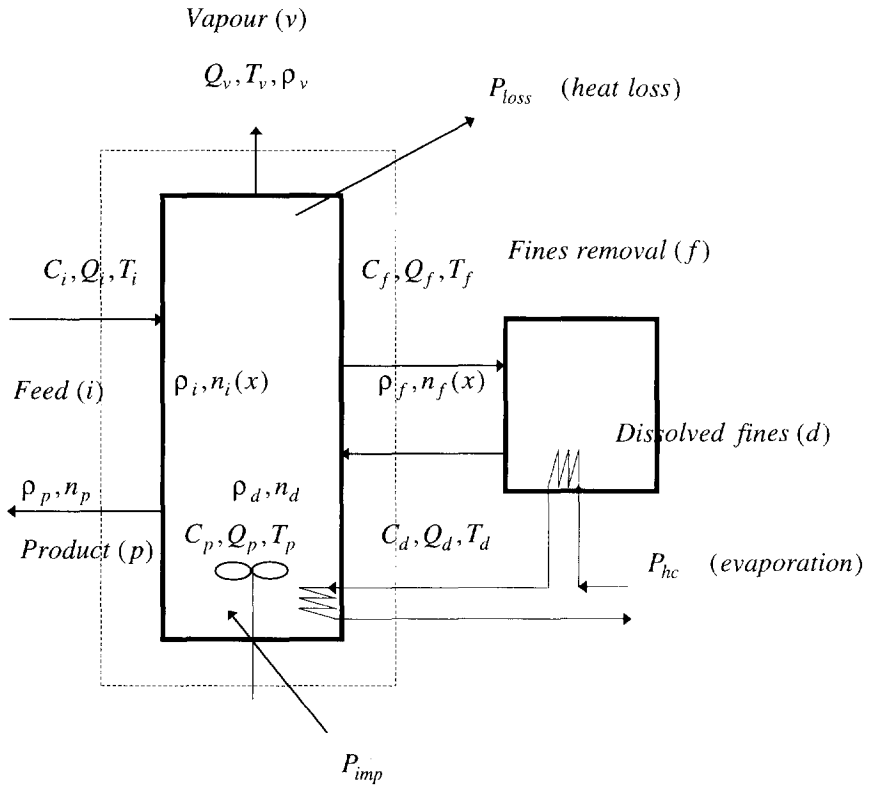 Vapour (v)
Q_v, T_v, ρ_v
P_loss (heat loss)
Fines removal (f)
C_i, Q_i, T_i
C_f, Q_f, T_f
Feed (i)
ρ_i, n_i(x)
ρ_f, n_f(x)
Dissolved fines (d)
ρ_p, n_p
ρ_d, n_d
Product (p)
C_p, Q_p, T_p
C_d, Q_d, T_d
P_hc (evaporation)
P_imp